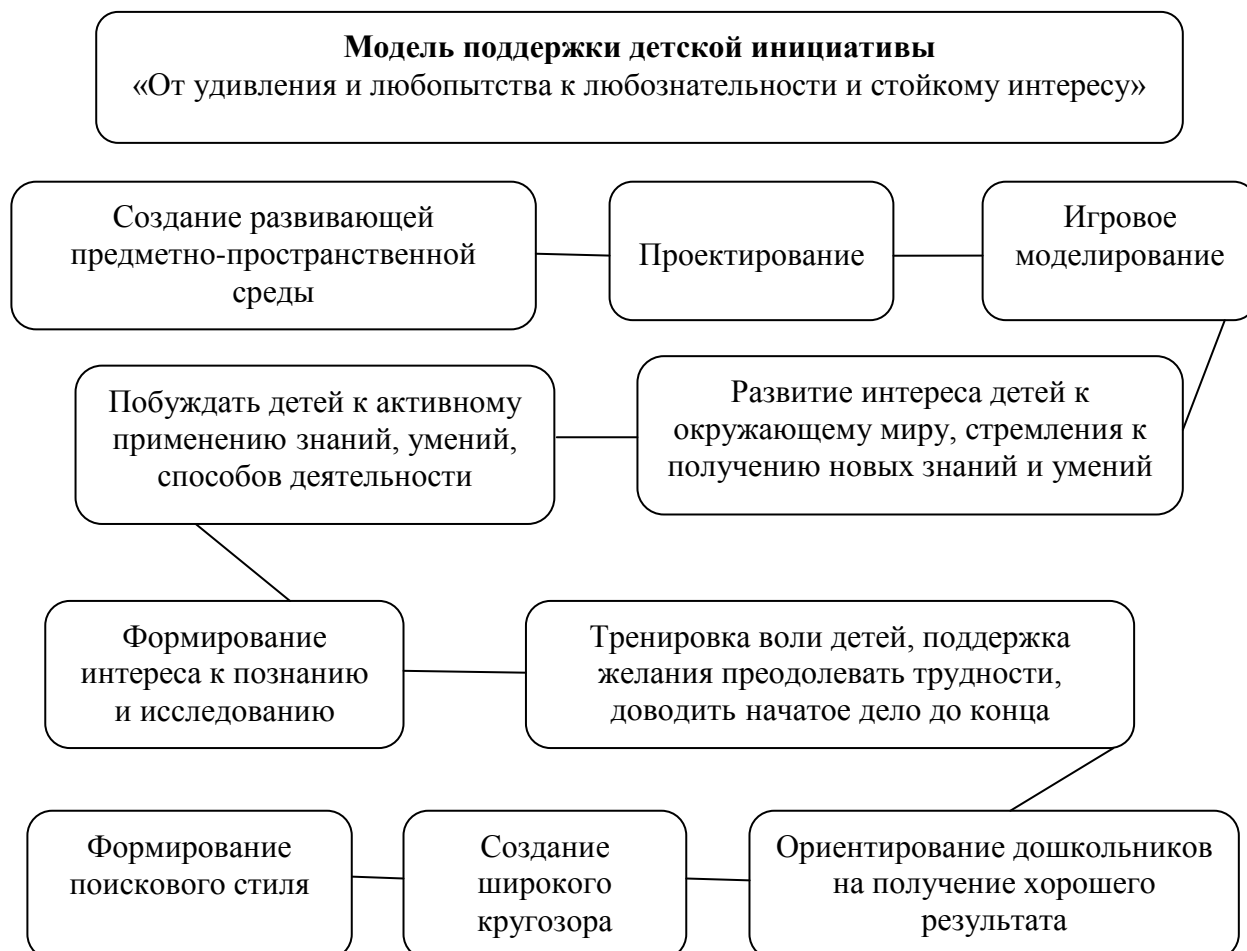 Модель поддержки детской инициативы
«От удивления и любопытства к любознательности и стойкому интересу»
Создание развивающей
предметно-пространственной
среды
Проектирование
Игровое
моделирование
Побуждать детей к активному
применению знаний, умений,
способов деятельности
Развитие интереса детей к
окружающему миру, стремления к
получению новых знаний и умений
Формирование
интереса к познанию
и исследованию
Тренировка воли детей, поддержка
желания преодолевать трудности,
доводить начатое дело до конца
Формирование
поискового стиля
Создание
широкого
кругозора
Ориентирование дошкольников
на получение хорошего
результата